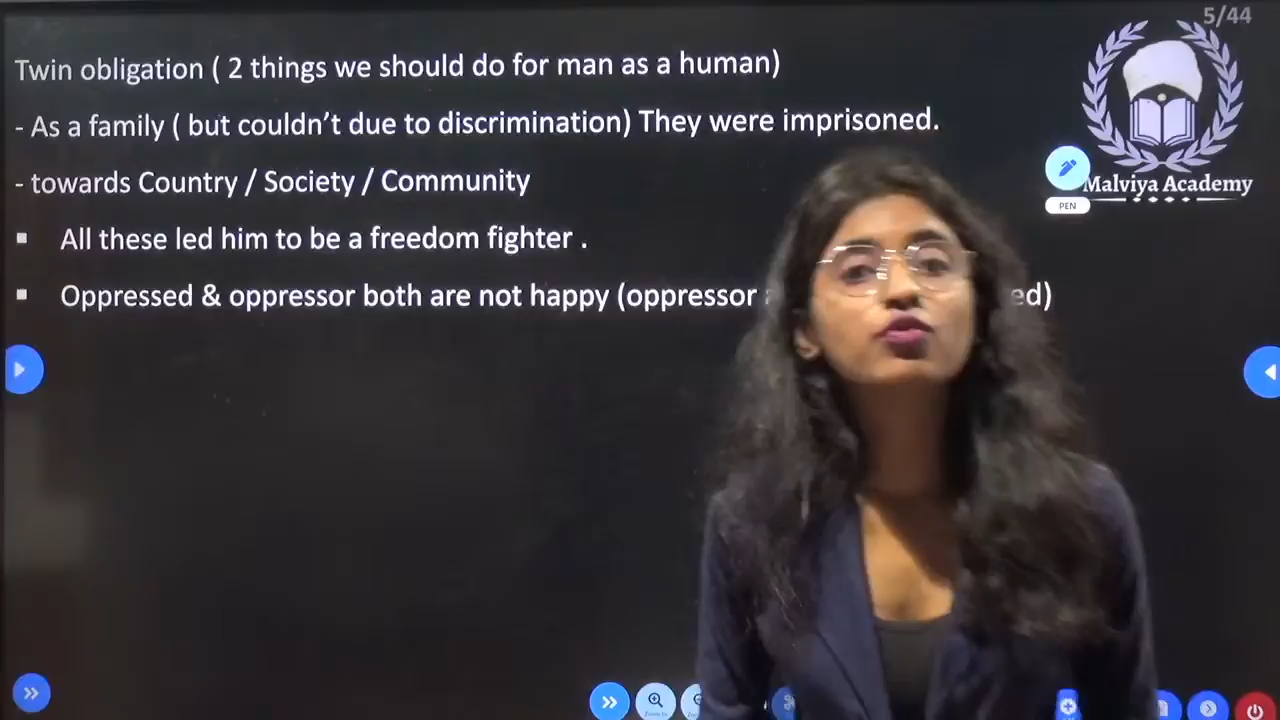 5/44
Twin obligation ( 2 things we should do for man as a human)
- As a family ( but couldn't due to discrimination) They were imprisoned.
- towards Country / Society / Community
Malviya Academy
PEN
▪ All these led him to be a freedom fighter .
▪ Oppressed & oppressor both are not happy (oppressor ed)